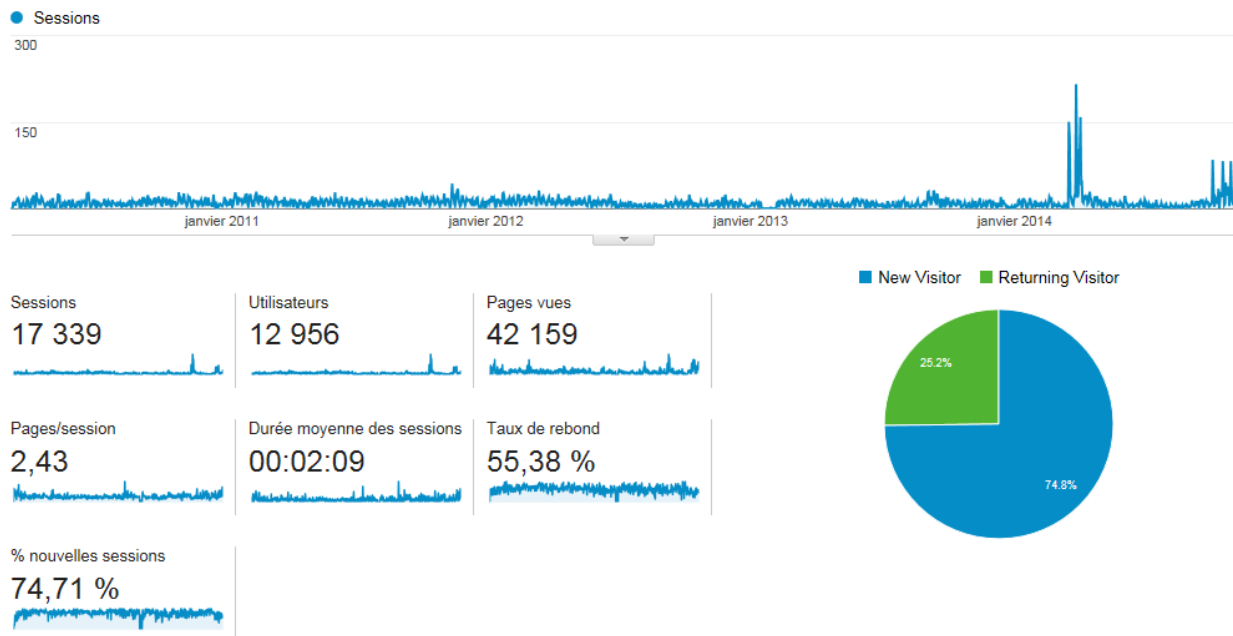 Sessions
300
150
janvier 2011 janvier 2012 janvier 2013 janvier 2014
New Visitor Returning Visitor
Sessions Utilisateurs Pages vues
17 339 12 956 42 159
25.2%
Pages/session Durée moyenne des sessions Taux de rebond
2,43 00:02:09 55,38 %
74.8%
% nouvelles sessions
74,71 %